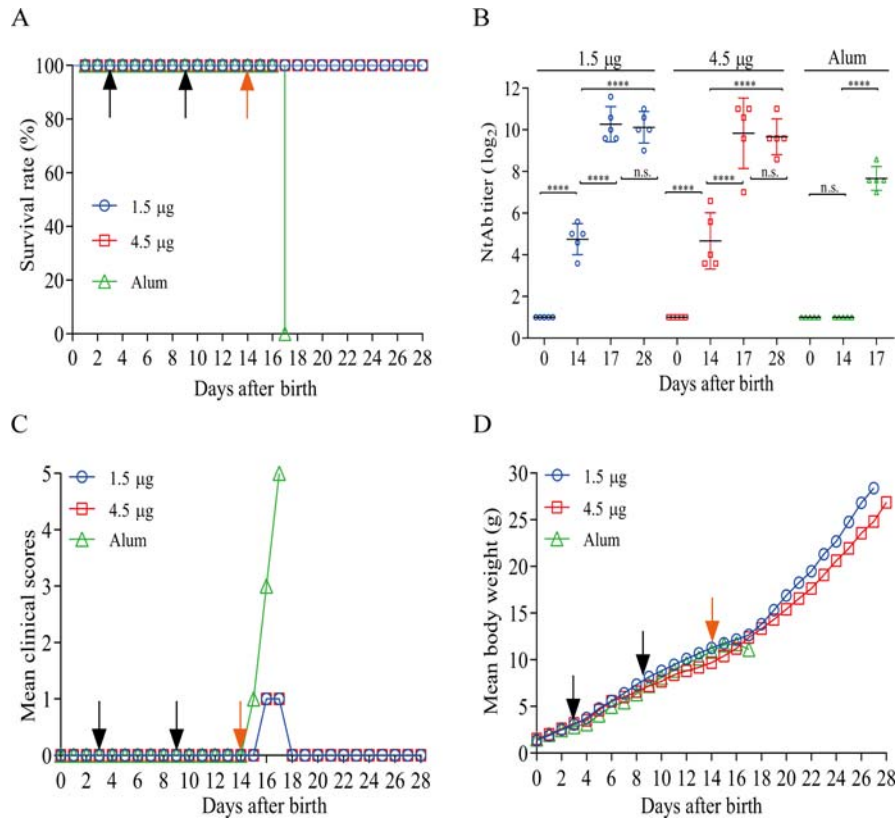 A
Survival rate (%)
100
80
60
40
20
0
1.5 μg
4.5 μg
Alum
0 2 4 6 8 10 12 14 16 18 20 22 24 26 28
Days after birth
B
1.5 μg 4.5 μg Alum
NtAb titer (log2)
12
10
8
6
4
2
0
**** **** ****
**** **** n.s. **** **** n.s. n.s.
0 14 17 28 0 14 17 28 0 14 17
Days after birth
C
1.5 μg
4.5 μg
Alum
Mean clinical scores
5
4
3
2
1
0
0 2 4 6 8 10 12 14 16 18 20 22 24 26 28
Days after birth
D
1.5 μg
4.5 μg
Alum
Mean body weight (g)
30
25
20
15
10
5
0
0 2 4 6 8 10 12 14 16 18 20 22 24 26 28
Days after birth